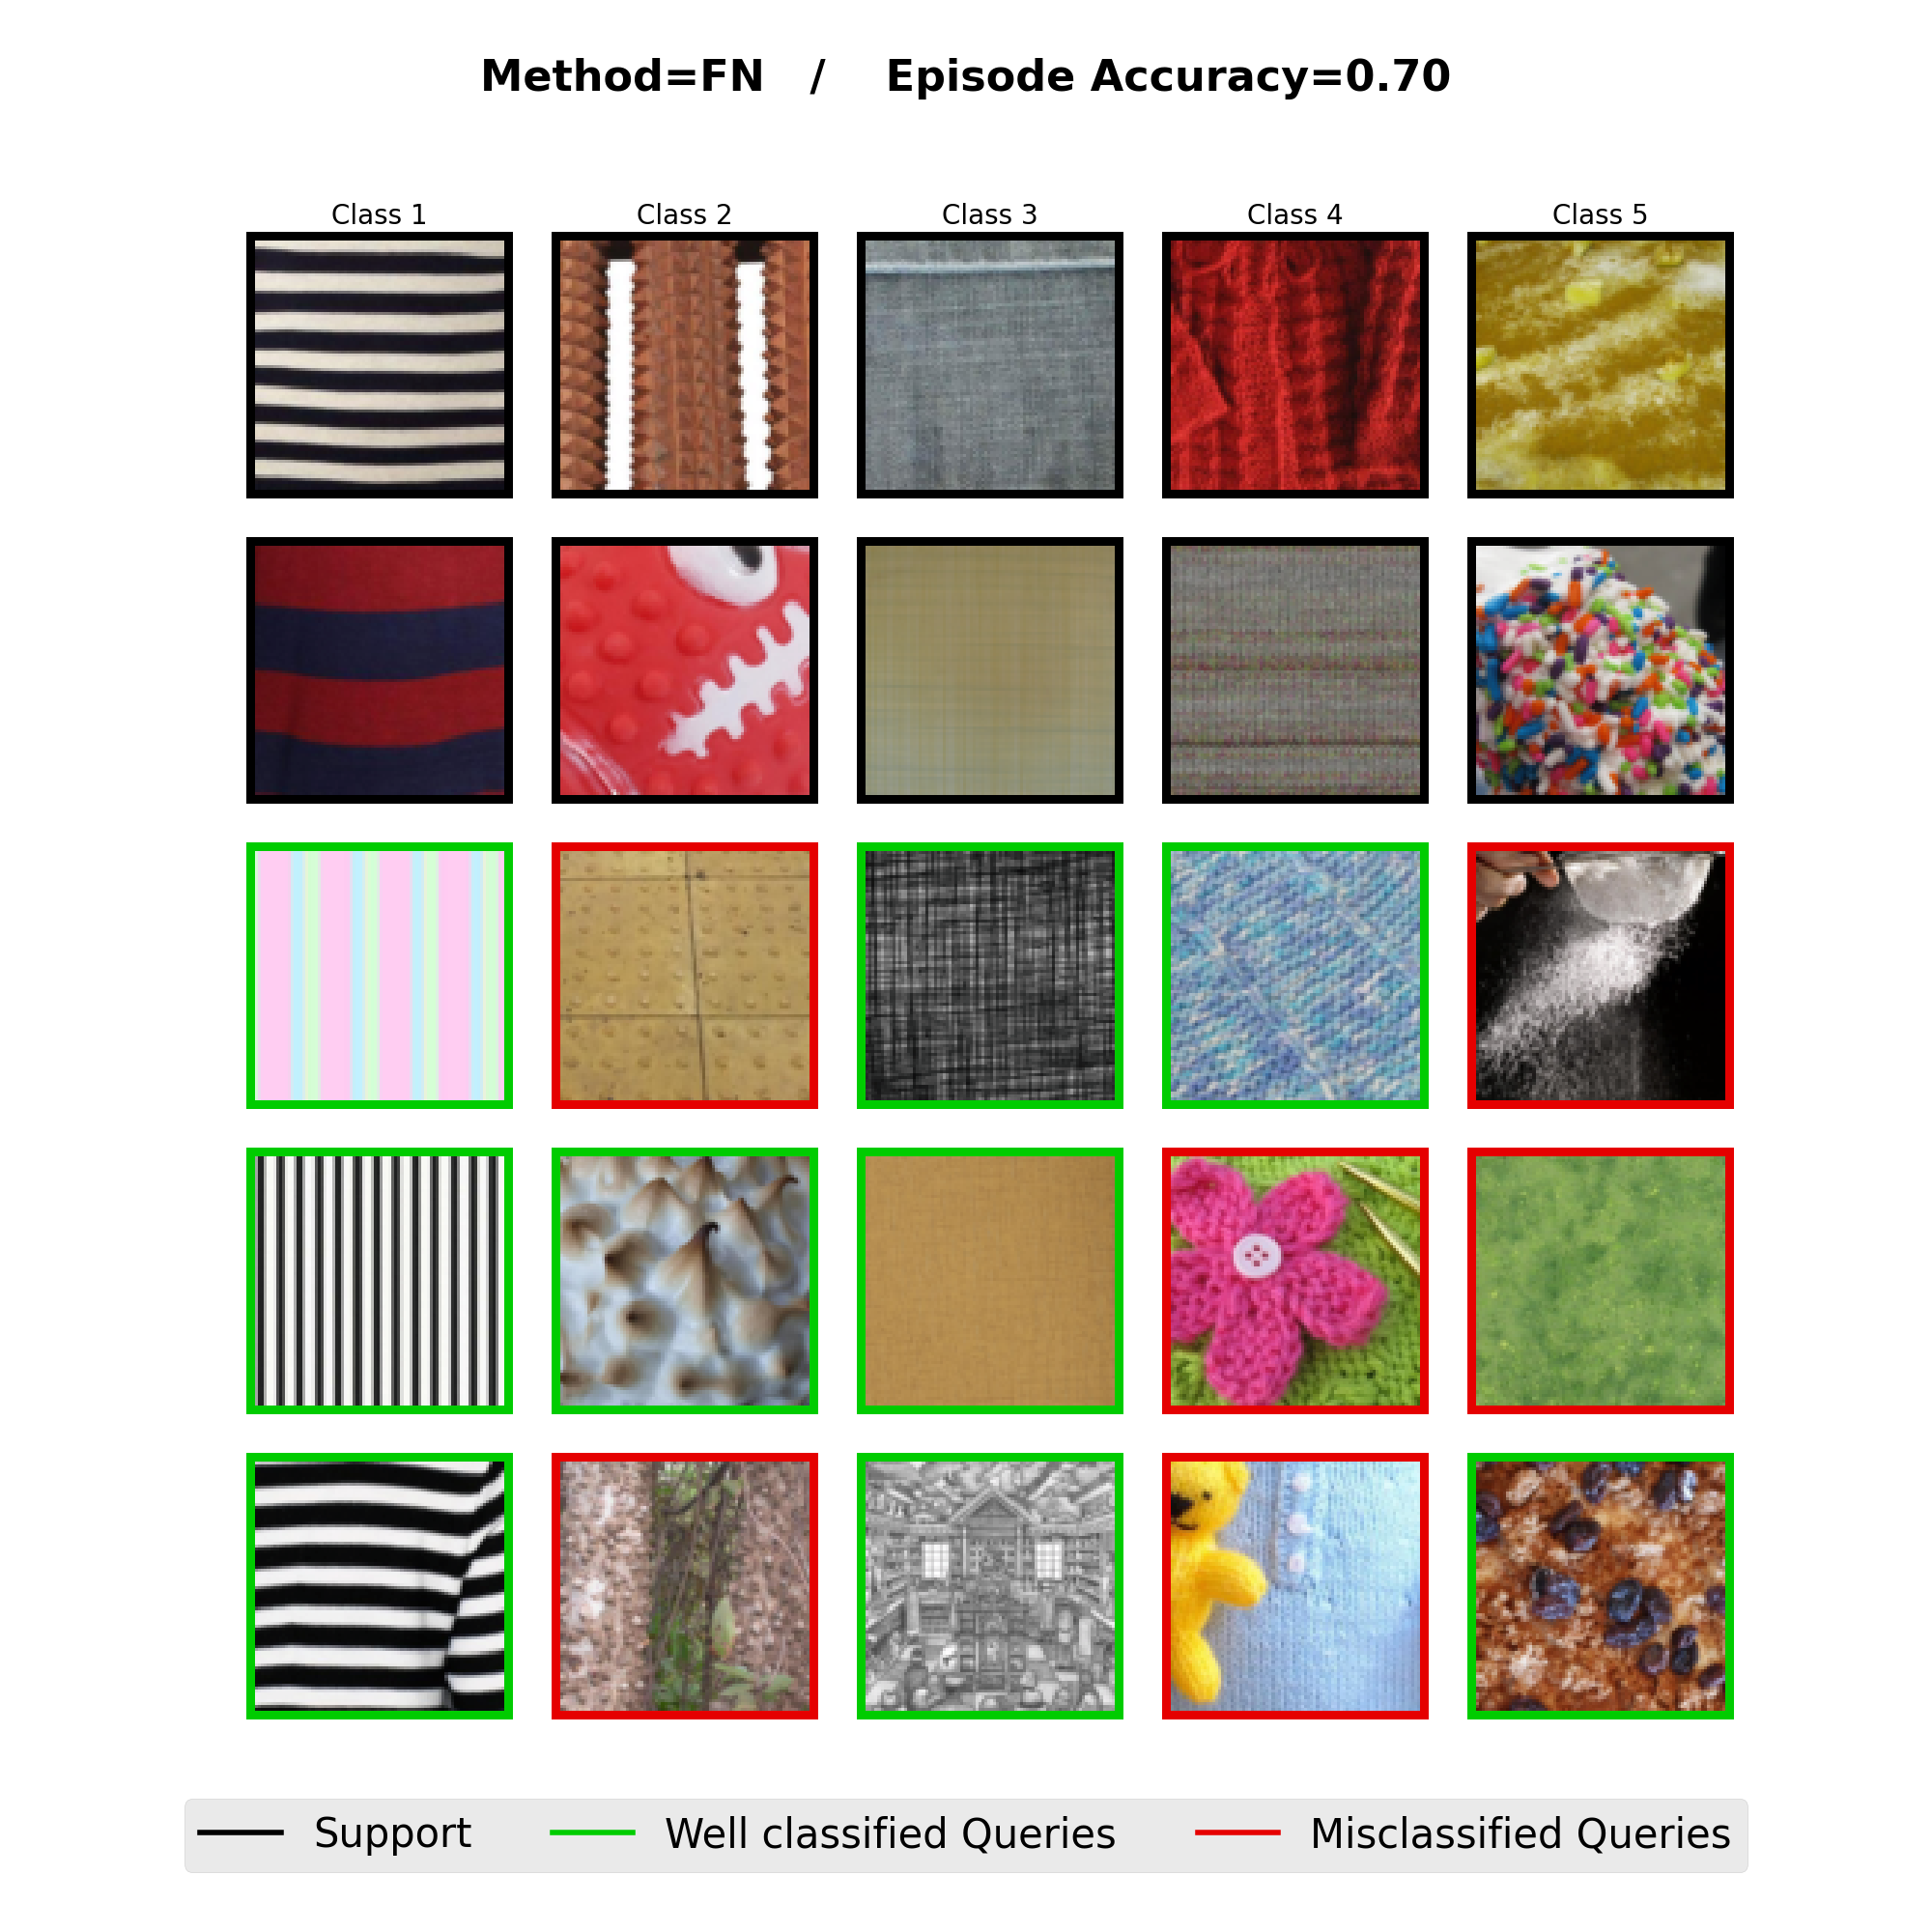 Method=FN / Episode Accuracy=0.70
Class 1 Class 2 Class 3 Class 4 Class 5
Support Well classified Queries Misclassified Queries